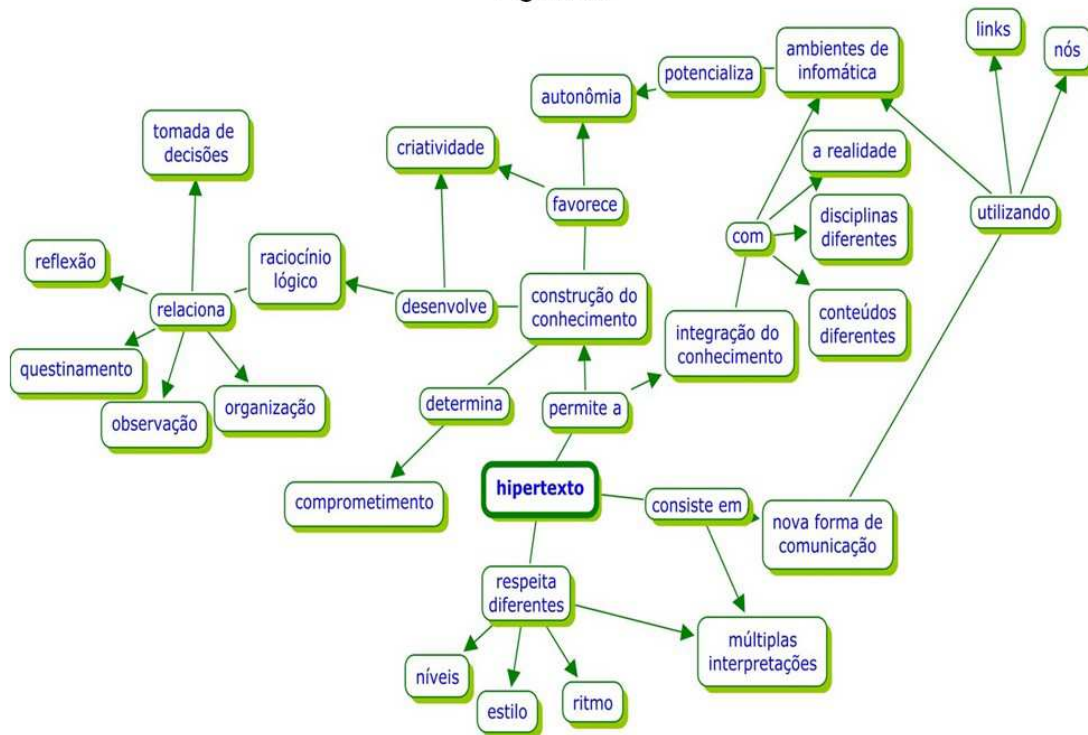 links
nós
ambientes de
infomática
potencializa
autonômia
tomada de
decisões
criatividade
a realidade
favorece
utilizando
disciplinas
diferentes
com
reflexão
raciocínio
lógico
relaciona
desenvolve
construção do
conhecimento
integração do
conhecimento
conteúdos
diferentes
questinamento
observação
organização
determina
permite a
comprometimento
hipertexto
consiste em
nova forma de
comunicação
respeita
diferentes
múltiplas
interpretações
níveis
estilo
ritmo